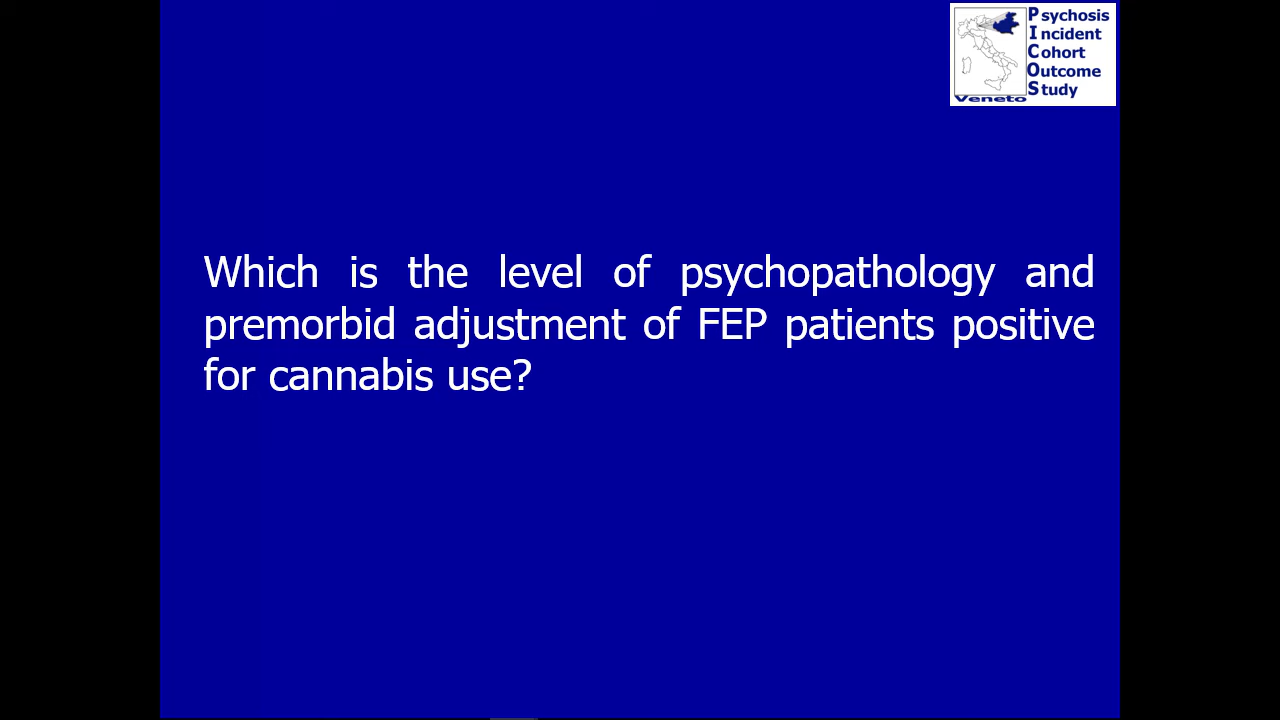 Psychosis
Incident
Cohort
Outcome
Study
Veneto
Which is the level of psychopathology and
premorbid adjustment of FEP patients positive
for cannabis use?